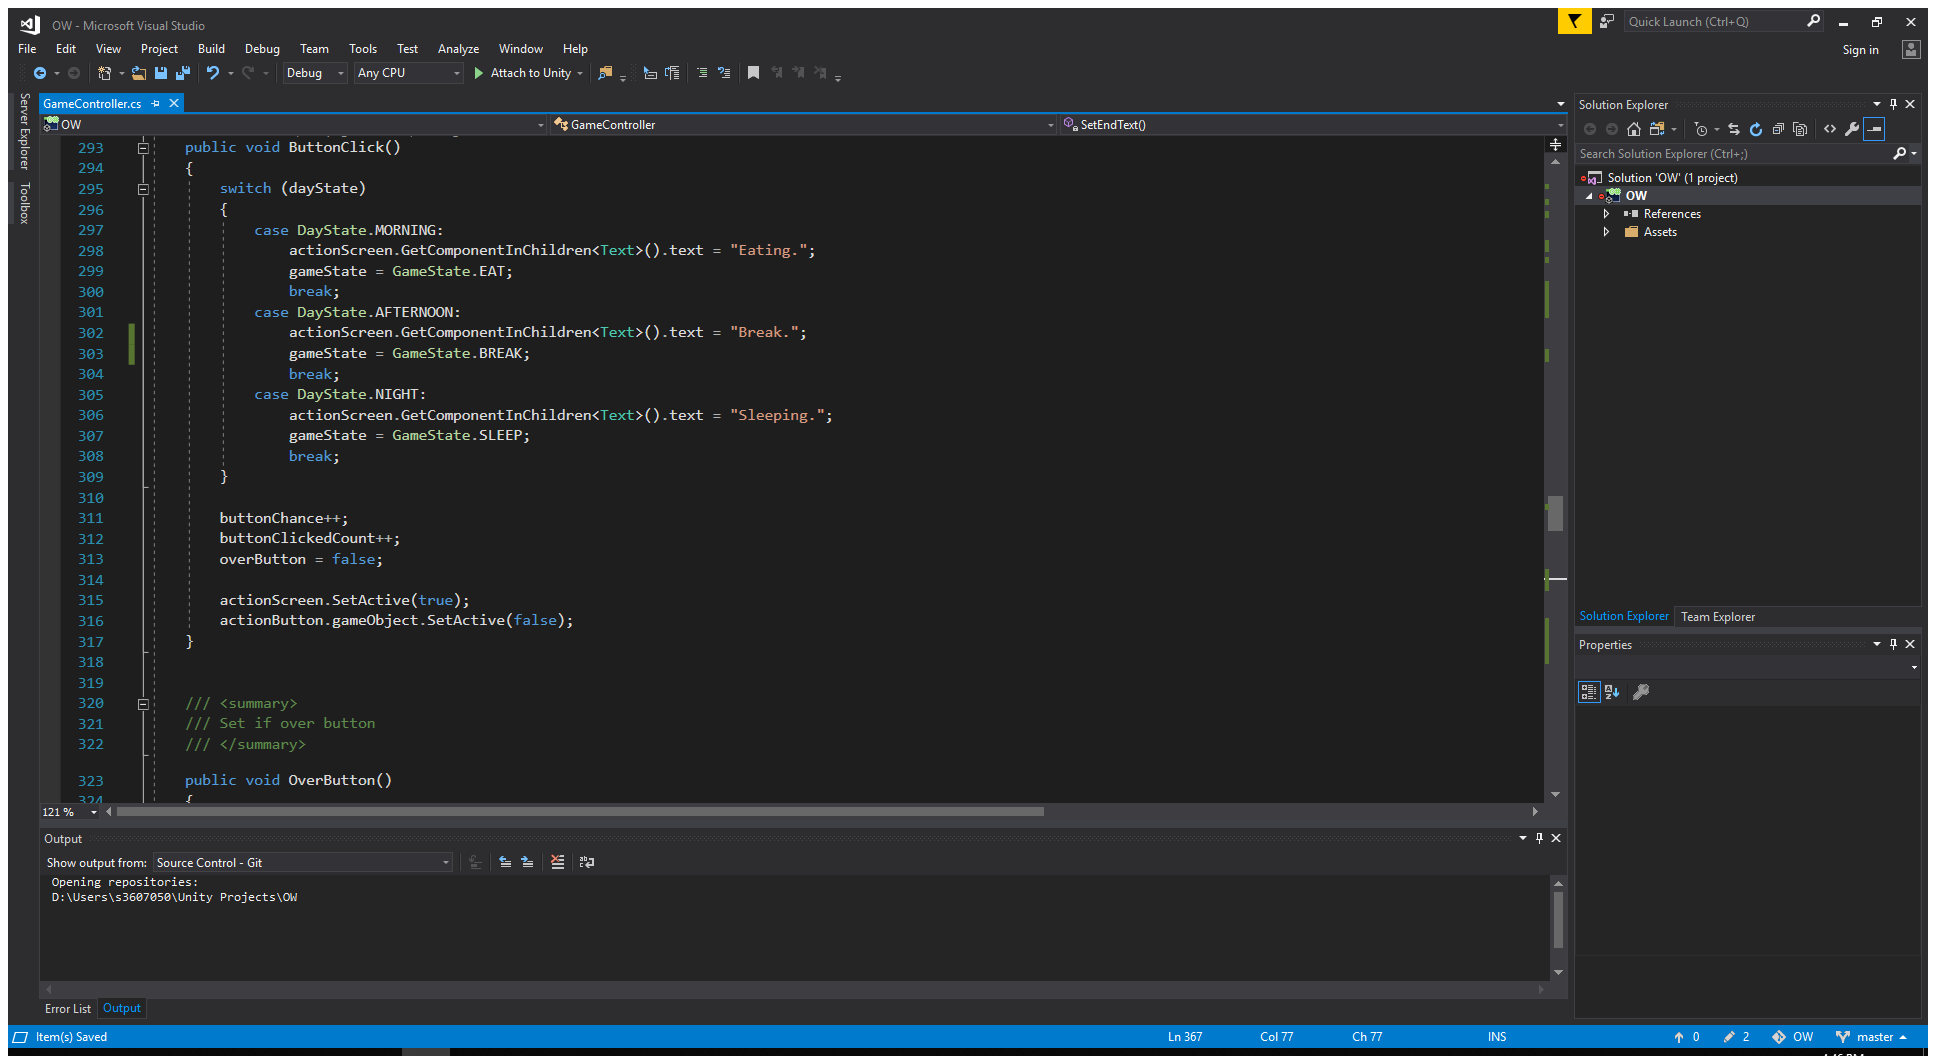 OW - Microsoft Visual Studio
Quick Launch (Ctrl+Q)
File Edit View Project Build Debug Team Tools Test Analyze Window Help
Sign in
Debug Any CPU Attach to Unity
Server Explorer
Toolbox
GameController.cs
OW GameController SetEndText()
293 public void ButtonClick()
294 {
295 switch (dayState)
296 {
297 case DayState.MORNING:
298 actionScreen.GetComponentInChildren<Text>().text = "Eating.";
299 gameState = GameState.EAT;
300 break;
301 case DayState.AFTERNOON:
302 actionScreen.GetComponentInChildren<Text>().text = "Break.";
303 gameState = GameState.BREAK;
304 break;
305 case DayState.NIGHT:
306 actionScreen.GetComponentInChildren<Text>().text = "Sleeping.";
307 gameState = GameState.SLEEP;
308 break;
309 }
310
311 buttonChance++;
312 buttonClickedCount++;
313 overButton = false;
314
315 actionScreen.SetActive(true);
316 actionButton.gameObject.SetActive(false);
317 }
318
319
320 /// <summary>
321 /// Set if over button
322 /// </summary>
323 public void OverButton()
324 {
121 %
Output
Show output from: Source Control - Git
Opening repositories:
D:\Users\s3607050\Unity Projects\OW
Error List Output
Solution Explorer
Search Solution Explorer (Ctrl+;)
Solution 'OW' (1 project)
OW
References
Assets
Solution Explorer Team Explorer
Properties
Item(s) Saved Ln 367 Col 77 Ch 77 INS 0 2 OW master